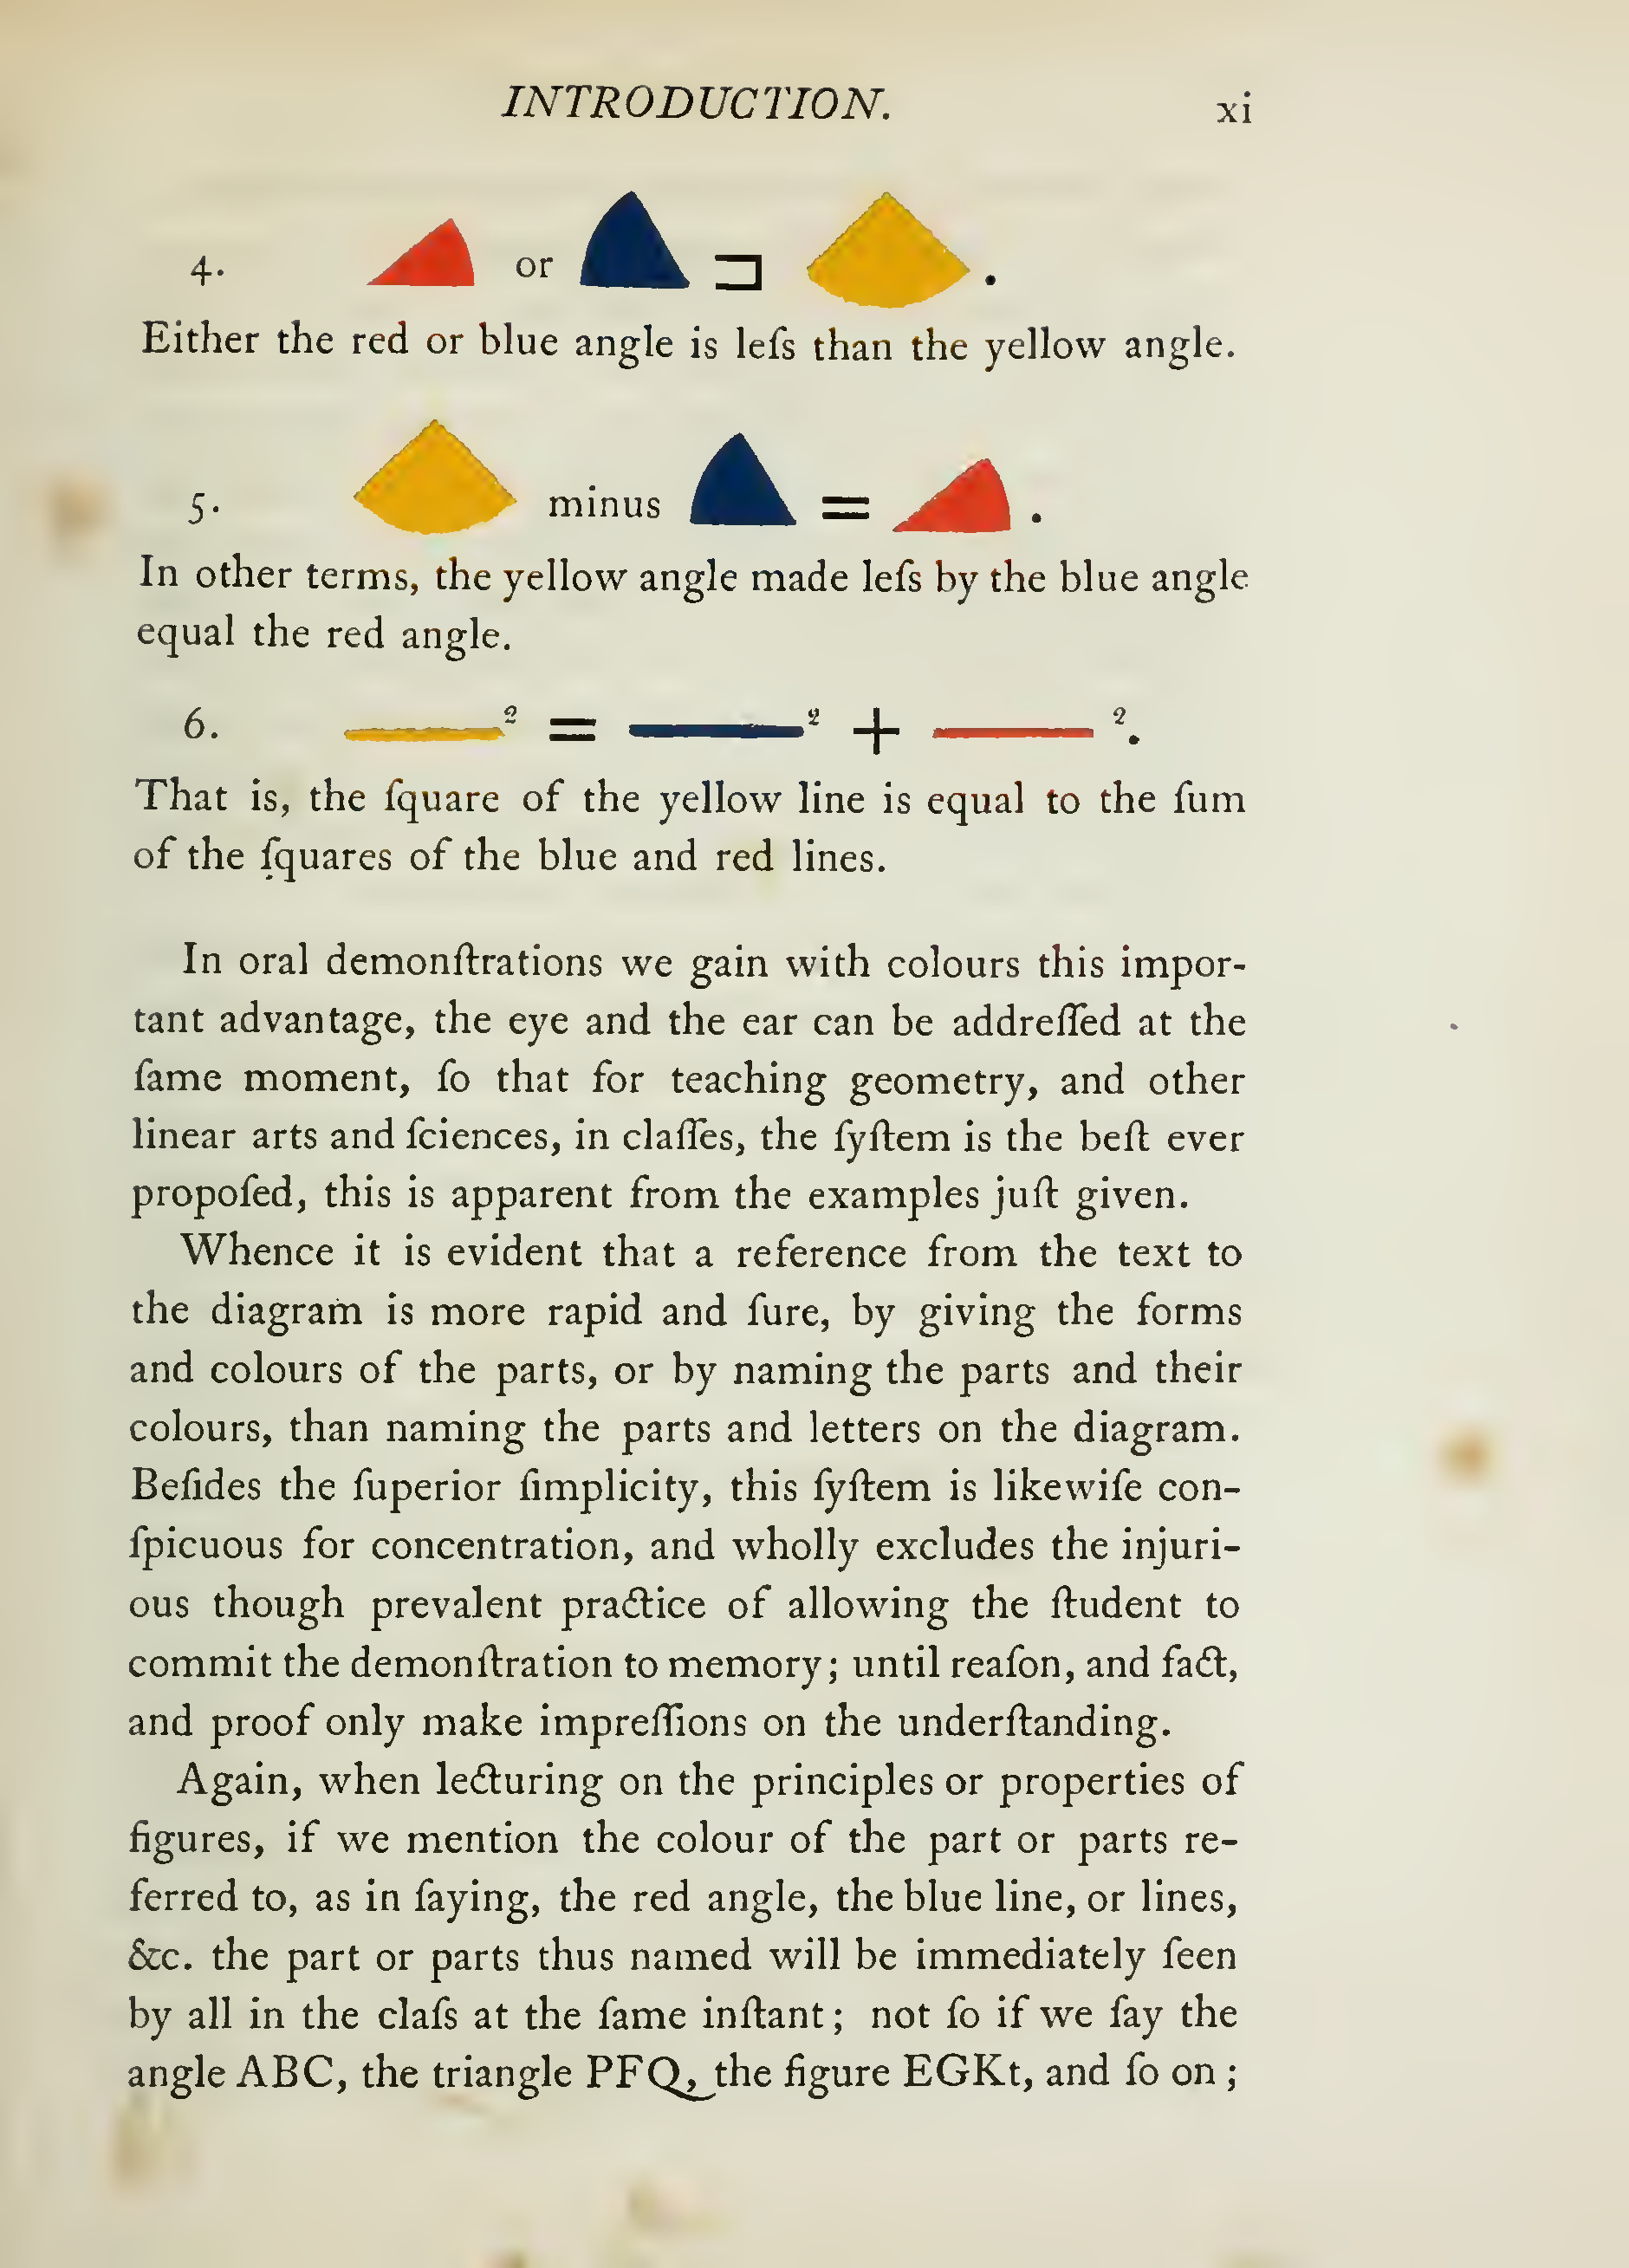 INTRODUCTION. xi
4. or ⊐ .
Either the red or blue angle is leſs than the yellow angle.
5. minus = .
In other terms, the yellow angle made leſs by the blue angle
equal the red angle.
6. ² = ² + ².
That is, the ſquare of the yellow line is equal to the ſum
of the ſquares of the blue and red lines.
In oral demonſtrations we gain with colours this impor-
tant advantage, the eye and the ear can be addreſſed at the
ſame moment, ſo that for teaching geometry, and other
linear arts and ſciences, in claſſes, the ſyſtem is the beſt ever
propoſed, this is apparent from the examples juſt given.
Whence it is evident that a reference from the text to
the diagram is more rapid and ſure, by giving the forms
and colours of the parts, or by naming the parts and their
colours, than naming the parts and letters on the diagram.
Beſides the ſuperior ſimplicity, this ſyſtem is likewiſe con-
ſpicuous for concentration, and wholly excludes the injuri-
ous though prevalent practice of allowing the ſtudent to
commit the demonſtration to memory; until reaſon, and fact,
and proof only make impreſſions on the underſtanding.
Again, when lecturing on the principles or properties of
figures, if we mention the colour of the part or parts re-
ferred to, as in ſaying, the red angle, the blue line, or lines,
&c. the part or parts thus named will be immediately ſeen
by all in the claſs at the ſame inſtant; not ſo if we ſay the
angle ABC, the triangle PFQ, the figure EGKt, and ſo on;